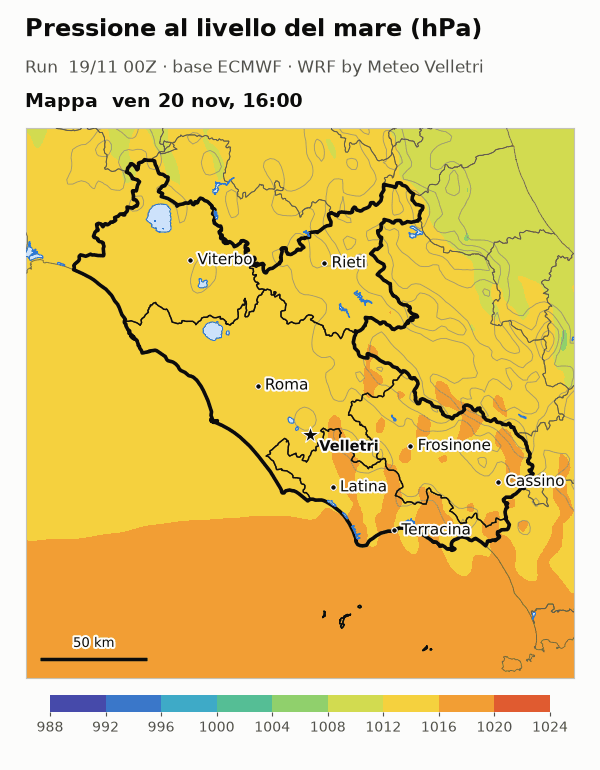 Pressione al livello del mare (hPa)
Run  19/11 00Z · base ECMWF · WRF by Meteo Velletri
Mappa  ven 20 nov, 16:00
Viterbo
Rieti
Roma
Velletri
Frosinone
Cassino
Latina
Terracina
50 km
988 992 996 1000 1004 1008 1012 1016 1020 1024